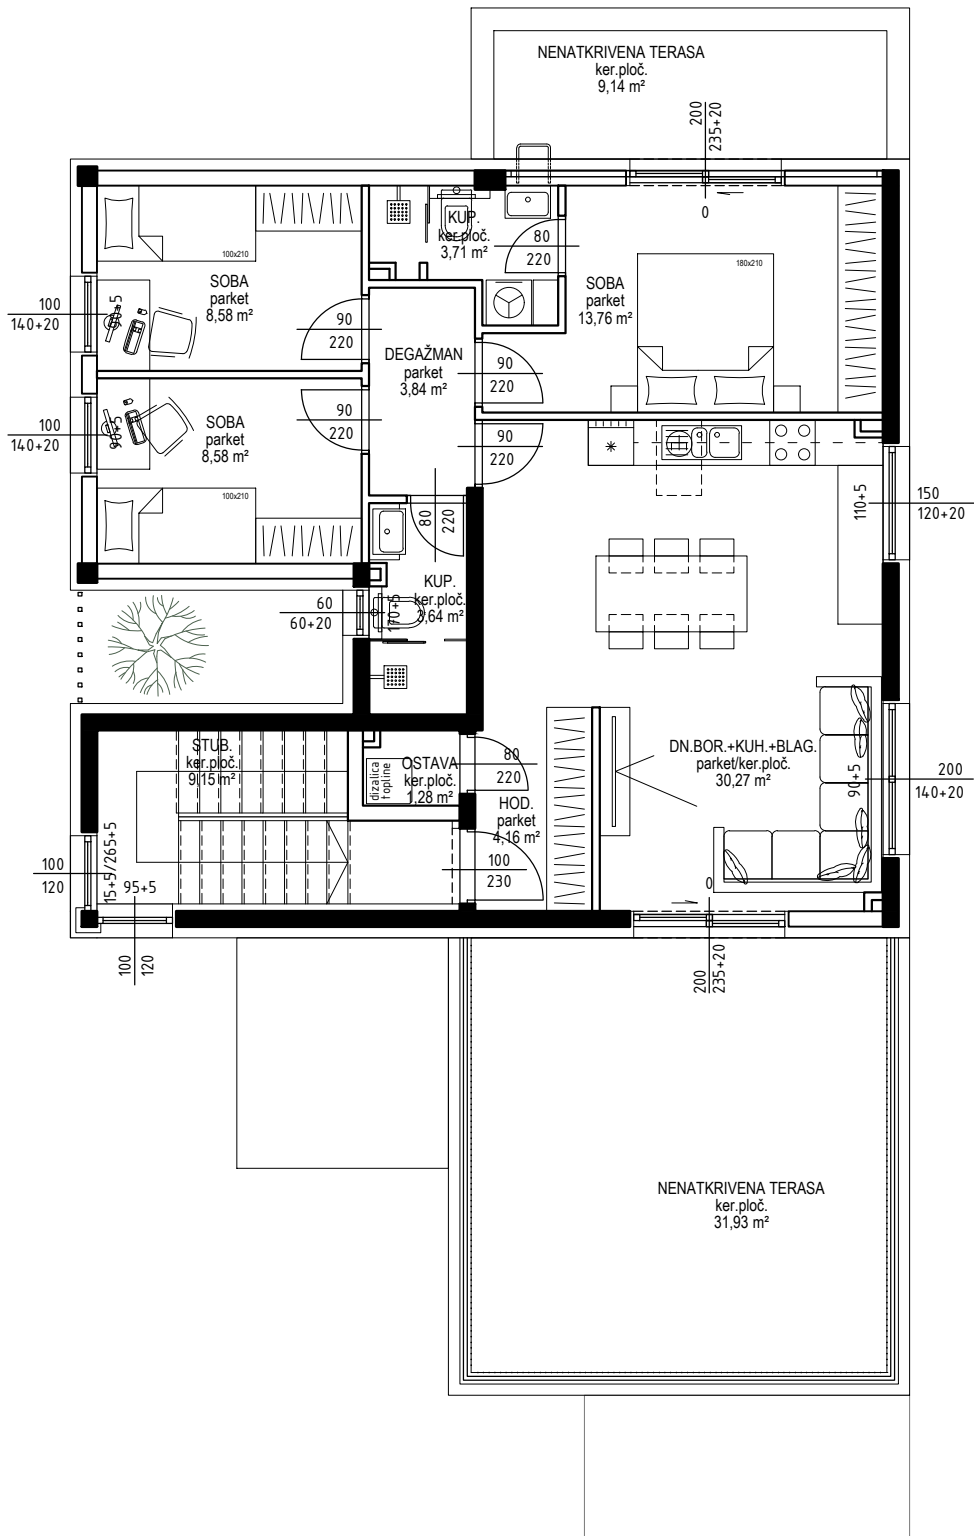 NENATKRIVENA TERASA
ker.ploč.
9,14 m²
200
235+20
0
KUP.
ker.ploč.
3,71 m²
80
220
100x210
180x210
SOBA
parket
8,58 m²
SOBA
parket
13,76 m²
100
140+20
90
220
DEGAŽMAN
parket
3,84 m²
90
220
100
140+20
SOBA
parket
8,58 m²
90
220
90
220
100x210
80
220
110+5
150
120+20
KUP.
ker.ploč.
3,64 m²
60
60+20
170+5
STUB.
ker.ploč.
9,15 m²
dizalica
topline
OSTAVA
ker.ploč.
1,28 m²
80
220
HOD.
parket
4,16 m²
DN.BOR.+KUH.+BLAG.
parket/ker.ploč.
30,27 m²
90+5
200
140+20
100
120
15+5/265+5
95+5
100
230
0
100
120
200
235+20
NENATKRIVENA TERASA
ker.ploč.
31,93 m²